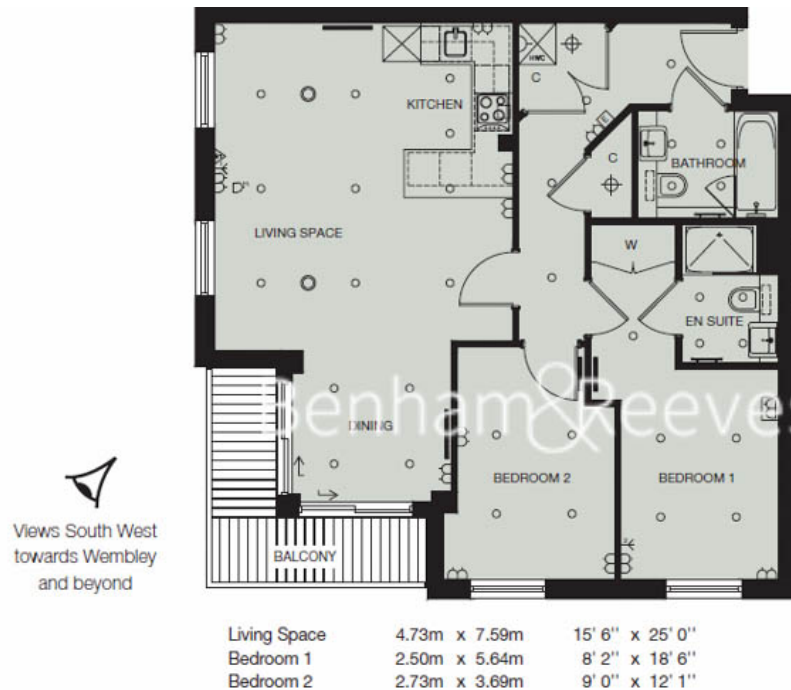 KITCHEN
HWC
C
BATHROOM
C
LIVING SPACE
W
EN SUITE
Benham & Reeves
DINING
BEDROOM 2
BEDROOM 1
BALCONY
Views South West
towards Wembley
and beyond
Living Space 4.73m x 7.59m 15' 6'' x 25' 0''
Bedroom 1 2.50m x 5.64m 8' 2'' x 18' 6''
Bedroom 2 2.73m x 3.69m 9' 0'' x 12' 1''